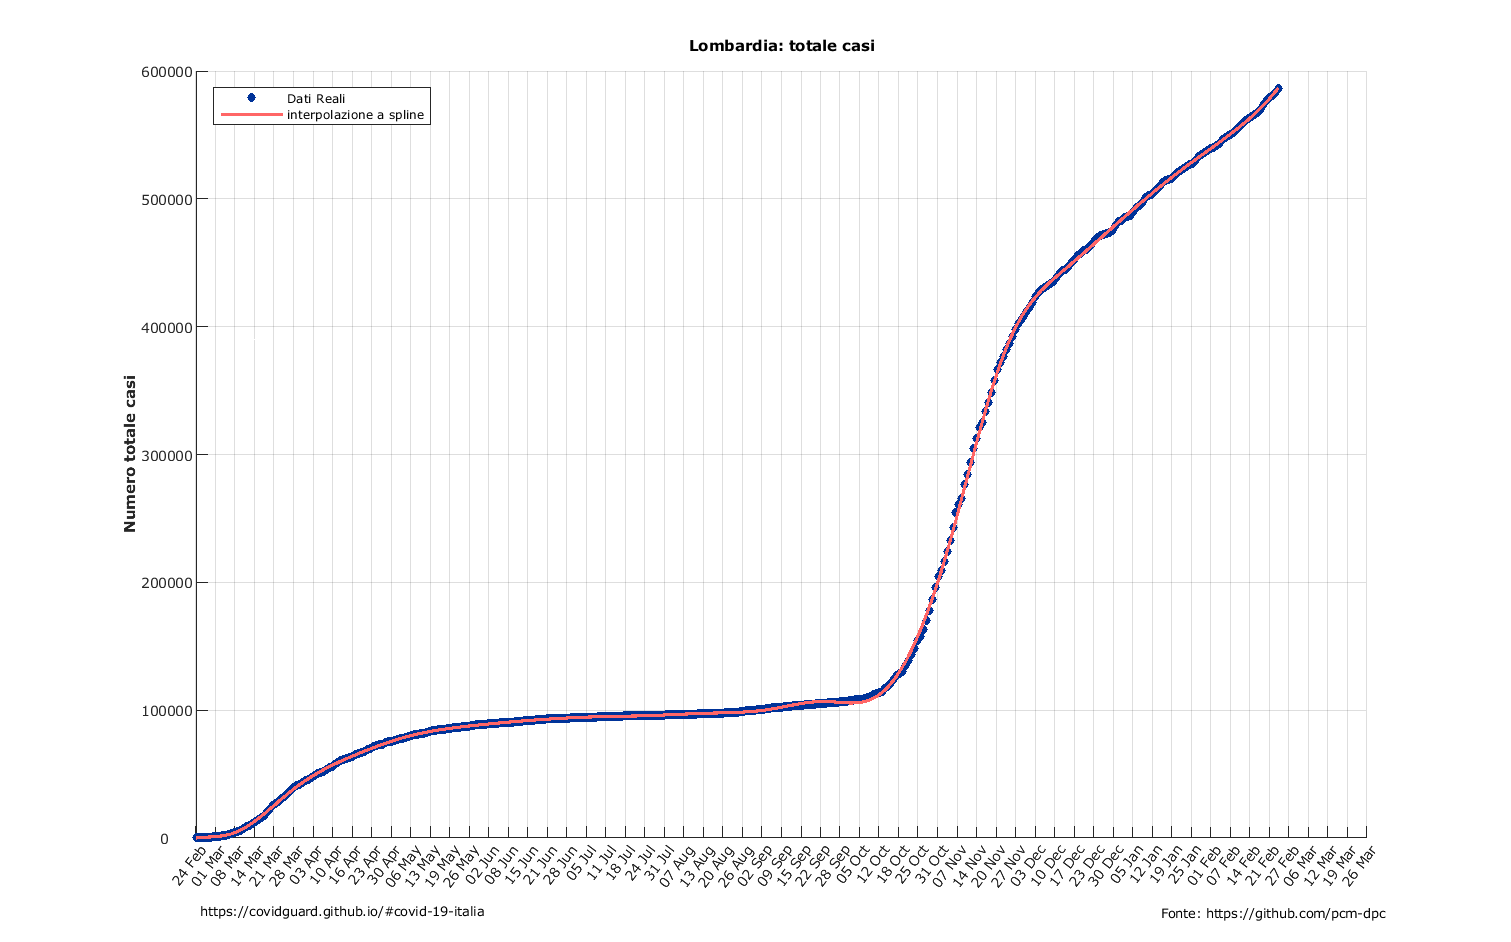 Lombardia: totale casi
Dati Reali
interpolazione a spline
Numero totale casi
600000
500000
400000
300000
200000
100000
0
24 Feb
01 Mar
08 Mar
14 Mar
21 Mar
28 Mar
03 Apr
10 Apr
16 Apr
23 Apr
30 Apr
06 May
13 May
19 May
26 May
02 Jun
08 Jun
15 Jun
21 Jun
28 Jun
05 Jul
11 Jul
18 Jul
24 Jul
31 Jul
07 Aug
13 Aug
20 Aug
26 Aug
02 Sep
09 Sep
15 Sep
22 Sep
28 Sep
05 Oct
12 Oct
18 Oct
25 Oct
31 Oct
07 Nov
14 Nov
20 Nov
27 Nov
03 Dec
10 Dec
17 Dec
23 Dec
30 Dec
05 Jan
12 Jan
19 Jan
25 Jan
01 Feb
07 Feb
14 Feb
21 Feb
27 Feb
06 Mar
12 Mar
19 Mar
26 Mar
https://covidguard.github.io/#covid-19-italia
Fonte: https://github.com/pcm-dpc